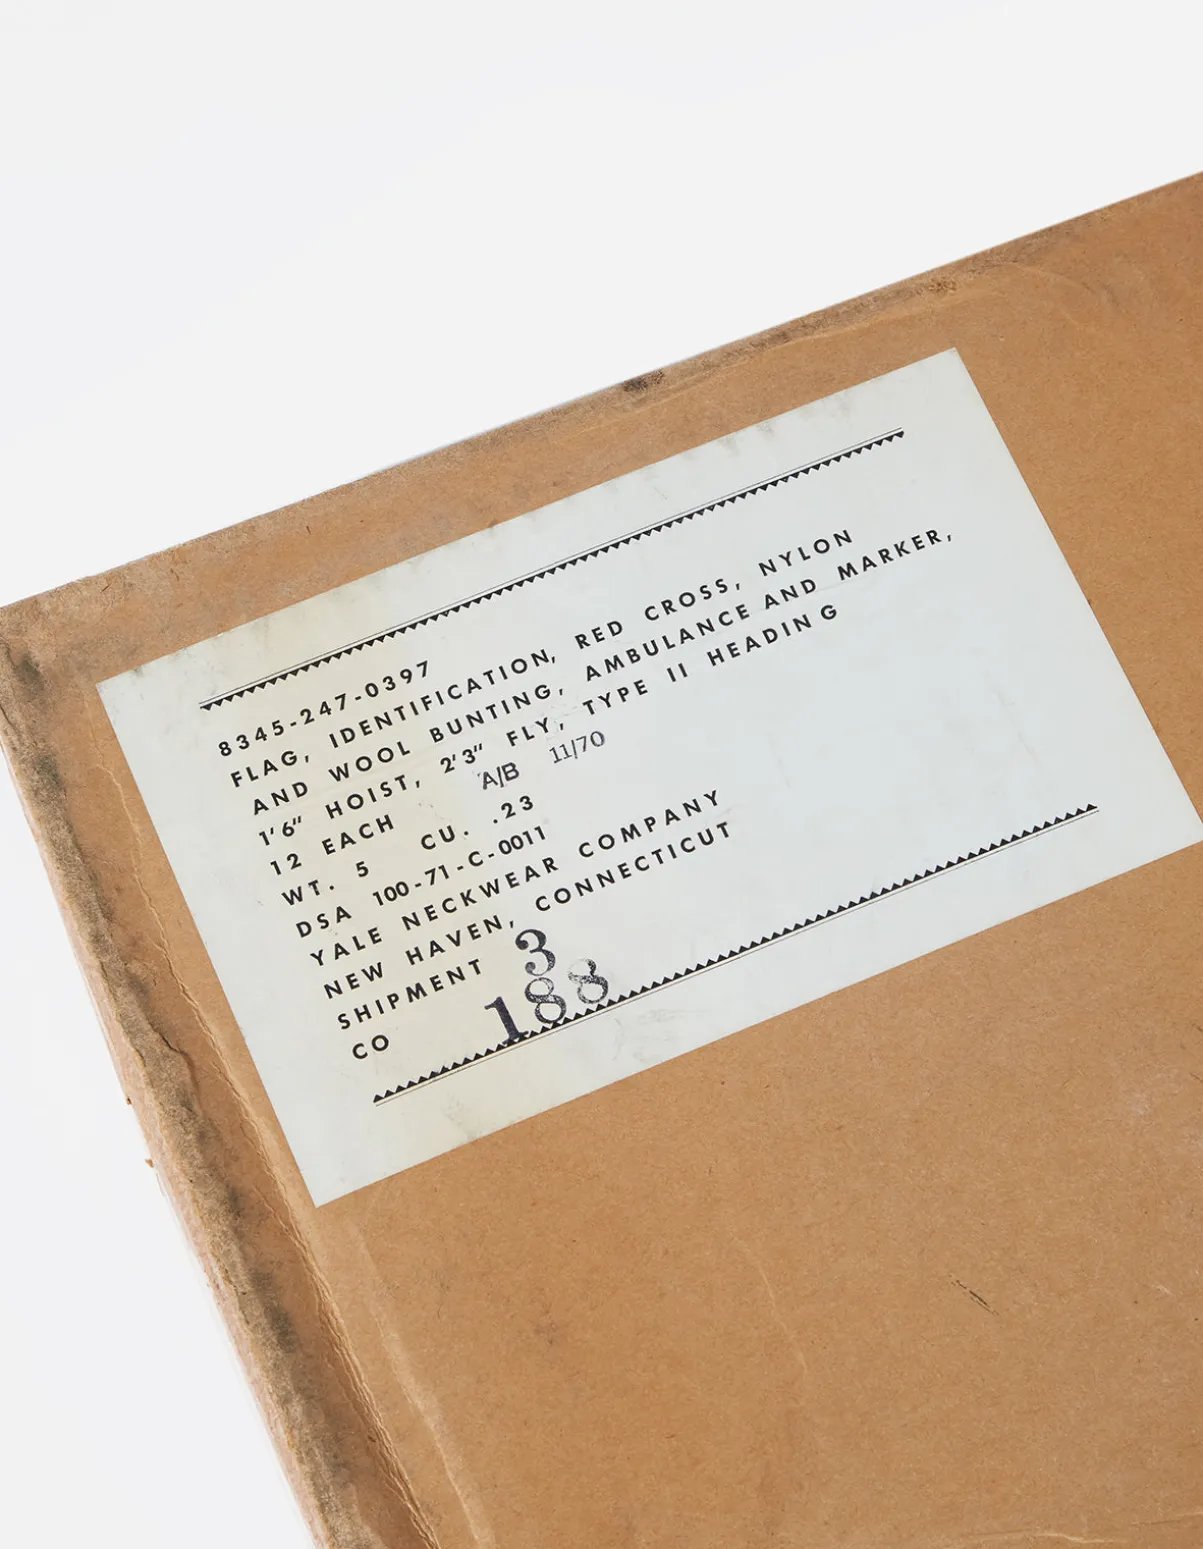 8345-247-0397
FLAG, IDENTIFICATION, RED CROSS, NYLON
AND WOOL BUNTING, AMBULANCE AND MARKER,
1'6" HOIST, 2'3" FLY, TYPE II HEADING
12 EACH A/B 11/70
WT. 5 CU. .23
DSA 100-71-C-0011
YALE NECKWEAR COMPANY
NEW HAVEN, CONNECTICUT
SHIPMENT 3
CO 188